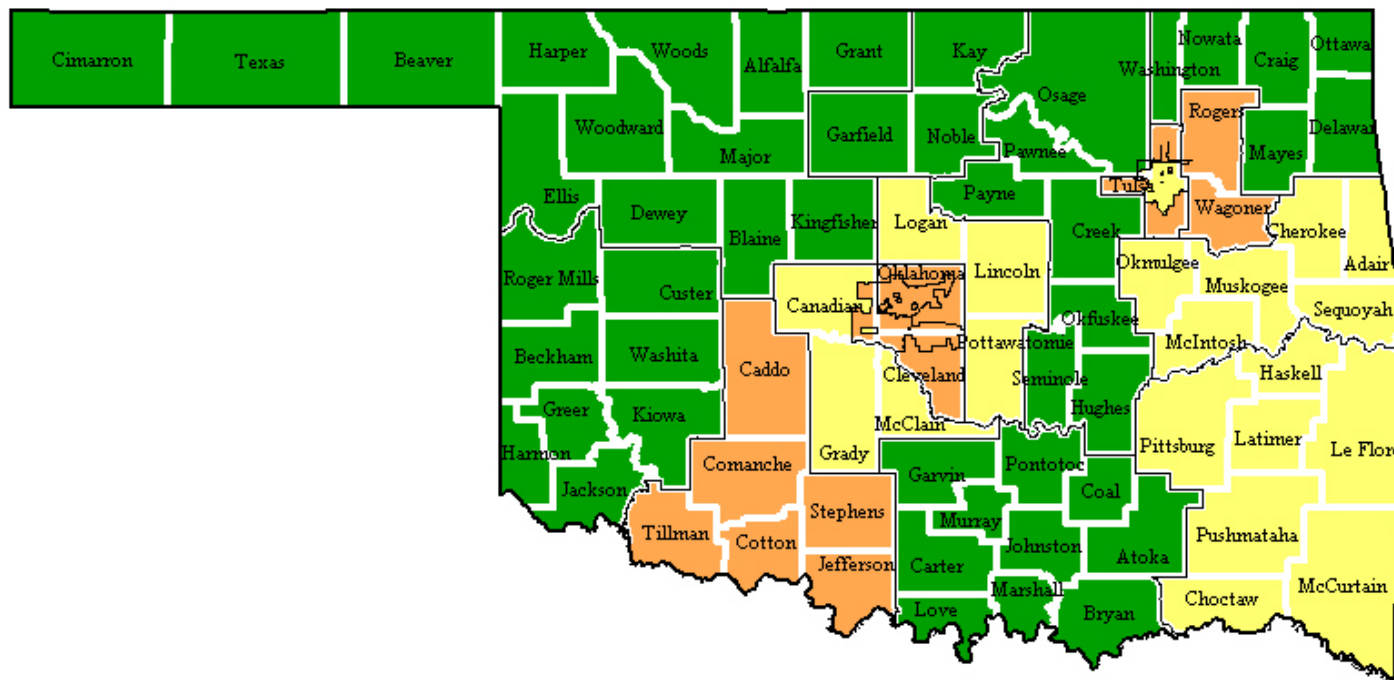 Cimarron
Texas
Beaver
Harper
Woods
Alfalfa
Grant
Kay
Osage
Washington
Nowata
Craig
Ottawa
Woodward
Major
Garfield
Noble
Pawnee
Rogers
Mayes
Delawar
Ellis
Dewey
Blaine
Kingfisher
Logan
Payne
Creek
Tulsa
Wagoner
Cherokee
Adair
Roger Mills
Custer
Canadian
Oklahoma
Lincoln
Okmulgee
Muskogee
Sequoyah
Beckham
Washita
Caddo
Cleveland
Pottawatomie
Seminole
Okfuskee
McIntosh
Haskell
Greer
Kiowa
Grady
McClain
Hughes
Pittsburg
Latimer
Le Flor
Harmon
Jackson
Comanche
Garvin
Pontotoc
Coal
Tillman
Cotton
Stephens
Murray
Johnston
Atoka
Pushmataha
Jefferson
Carter
Marshall
Choctaw
McCurtain
Love
Bryan